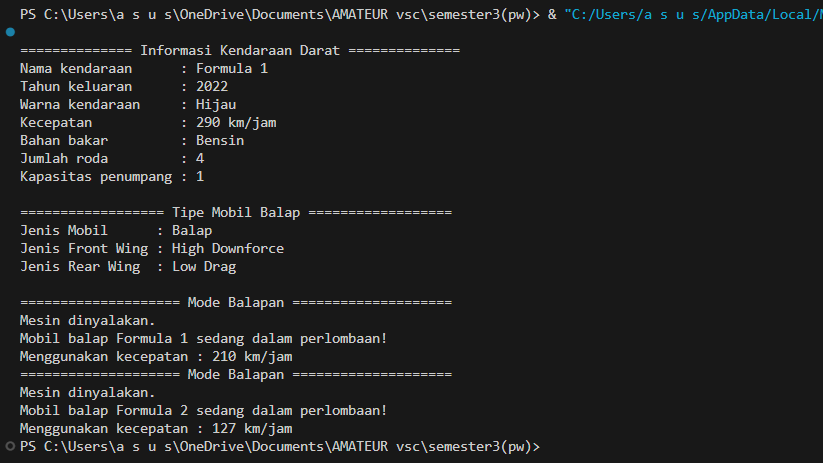 PS C:\Users\a s u s\OneDrive\Documents\AMATEUR vsc\semester3(pw)> & "C:/Users/a s u s/AppData/Local/
============== Informasi Kendaraan Darat ==============
Nama kendaraan      : Formula 1
Tahun keluaran      : 2022
Warna kendaraan     : Hijau
Kecepatan           : 290 km/jam
Bahan bakar         : Bensin
Jumlah roda         : 4
Kapasitas penumpang : 1
================== Tipe Mobil Balap ==================
Jenis Mobil      : Balap
Jenis Front Wing : High Downforce
Jenis Rear Wing  : Low Drag
==================== Mode Balapan ====================
Mesin dinyalakan.
Mobil balap Formula 1 sedang dalam perlombaan!
Menggunakan kecepatan : 210 km/jam
==================== Mode Balapan ====================
Mesin dinyalakan.
Mobil balap Formula 2 sedang dalam perlombaan!
Menggunakan kecepatan : 127 km/jam
PS C:\Users\a s u s\OneDrive\Documents\AMATEUR vsc\semester3(pw)>